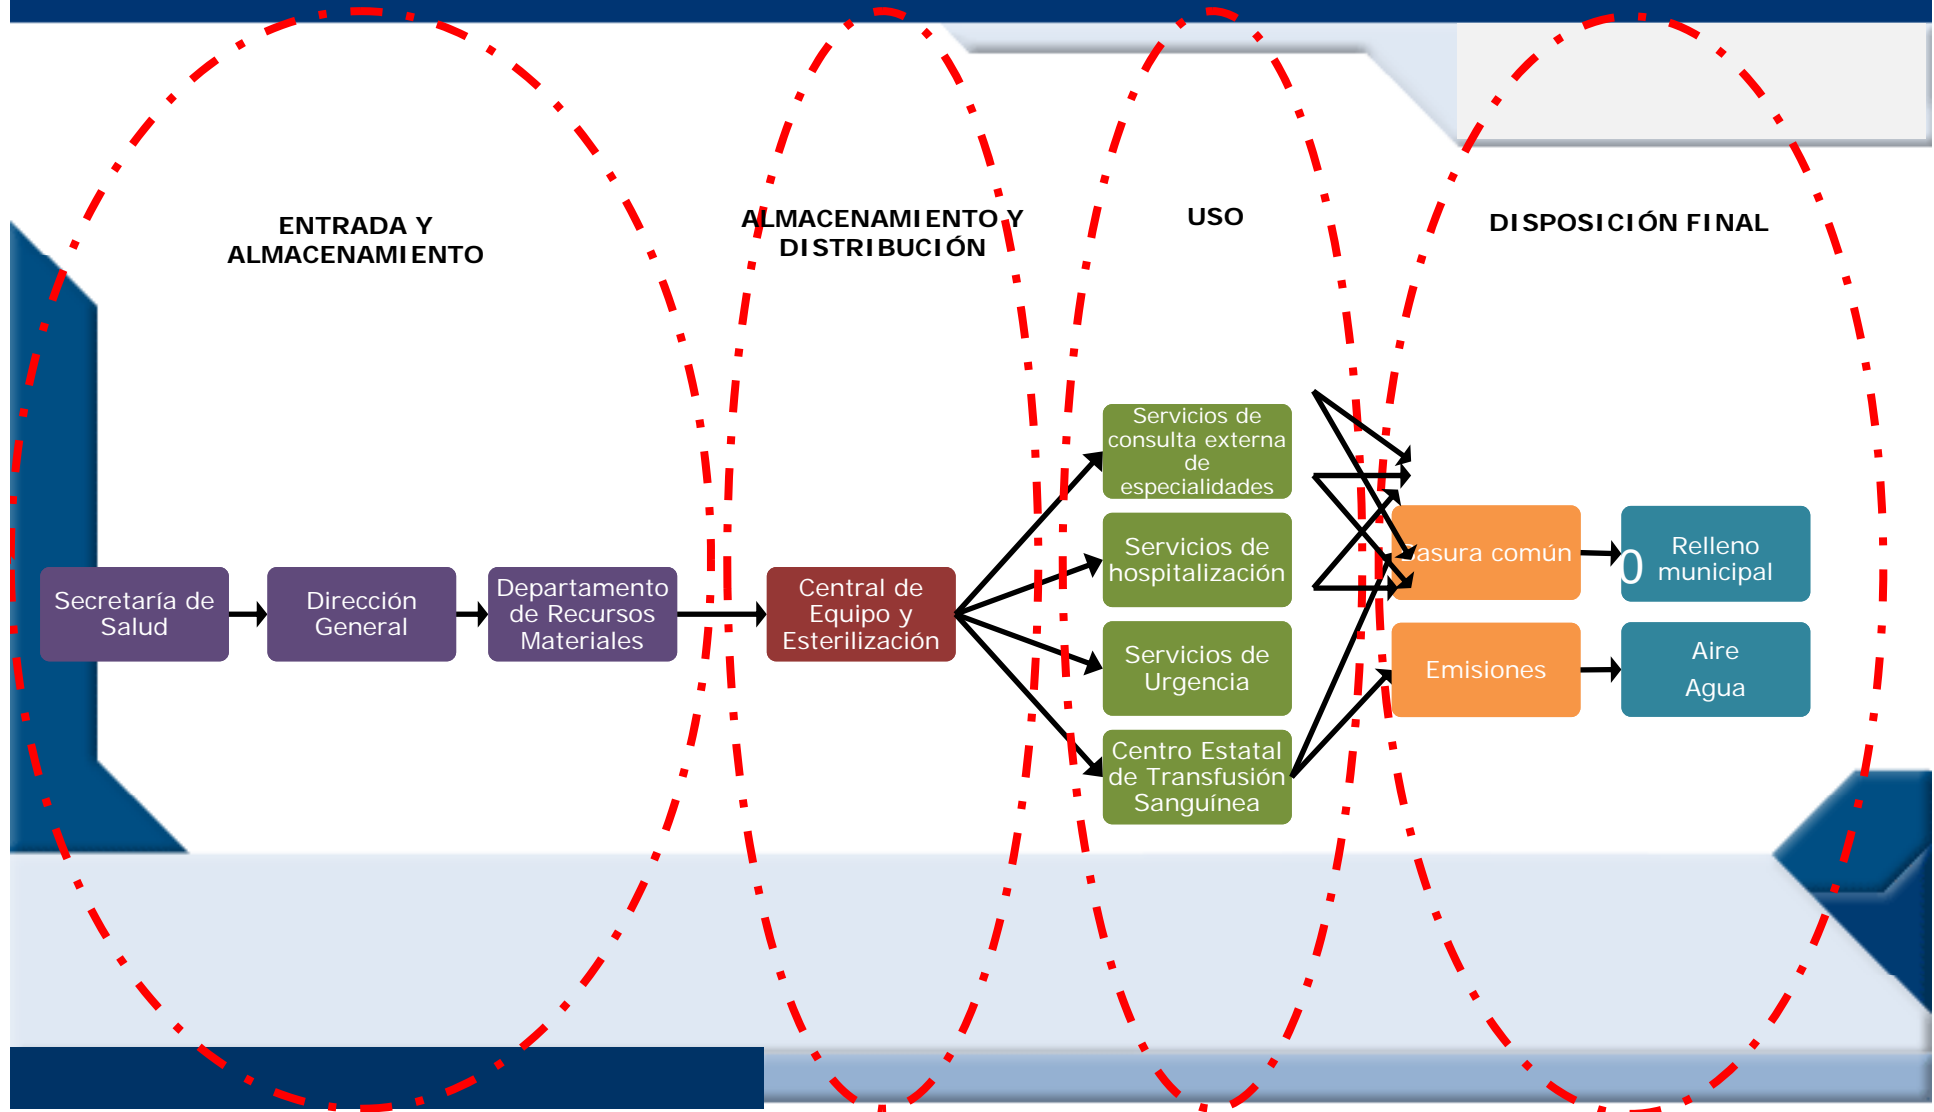 ENTRADA Y
ALMACENAMIENTO
ALMACENAMIENTO Y
DISTRIBUCIÓN
USO
DISPOSICIÓN FINAL
Secretaría de
Salud
Dirección
General
Departamento
de Recursos
Materiales
Central de
Equipo y
Esterilización
Servicios de
consulta externa
de
especialidades
Servicios de
hospitalización
Servicios de
Urgencia
Centro Estatal
de Transfusión
Sanguínea
Basura común
Emisiones
0
Relleno
municipal
Aire
Agua